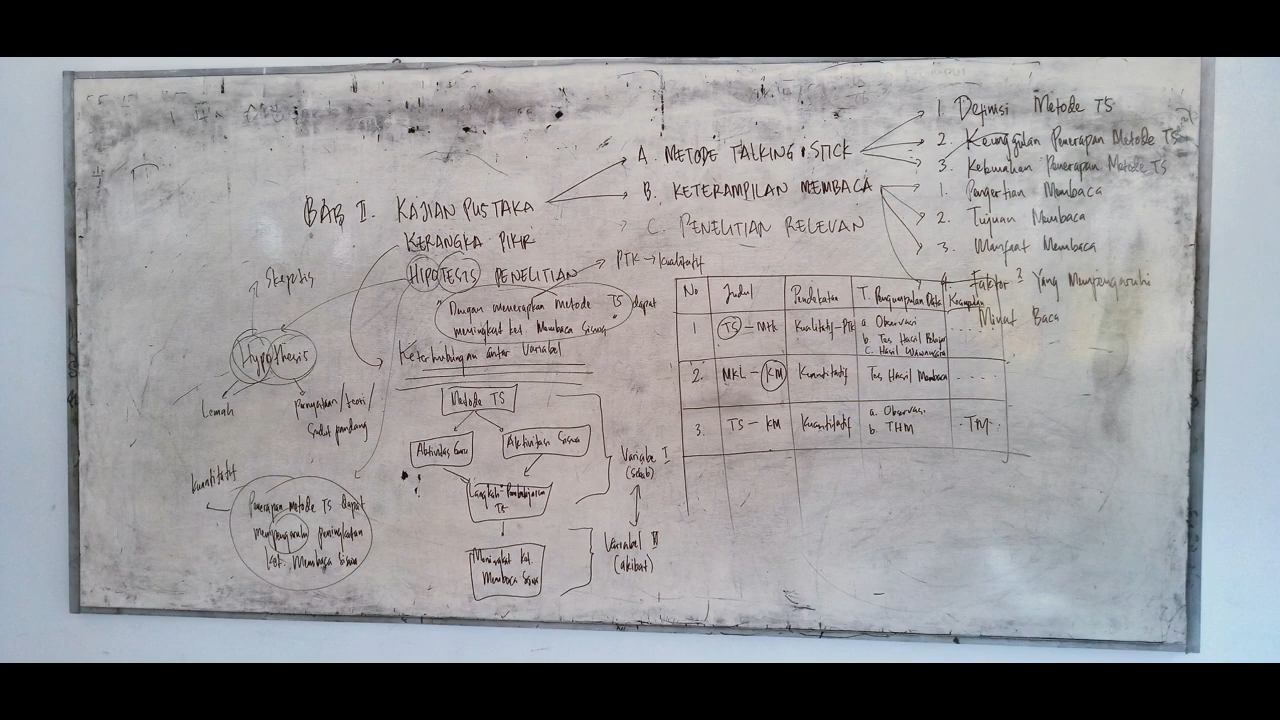 BAB II. KAJIAN PUSTAKA
KERANGKA PIKIR
HIPOTESIS PENELITIAN
A. METODE TALKING STICK
B. KETERAMPILAN MEMBACA
C. PENELITIAN RELEVAN
1. Definisi Metode TS
2. Keunggulan Penerapan Metode TS
3. Penerapan Metode TS
1. Pengertian Membaca
2. Tujuan Membaca
3. Manfaat Membaca
4. Faktor² Yang Mempengaruhi
Minat Baca
PTK → Kualitatif
"Dengan menerapkan Metode TS dapat
meningkat ket. Membaca Siswa"
Keterhubungan antar Variabel
Skeptis
Hypothesis
Lemah
Pernyataan/teori/
Sudut pandang
Kuantitatif
Penerapan Metode TS dapat
mempengaruhi peningkatan
ket. Membaca Siswa
Metode TS
Aktivitas Guru
Aktivitas Siswa
Langkah² Pembelajaran
TS
Meningkat ket.
Membaca Siswa
Variabel I
(sebab)
Variabel II
(akibat)
No Judul Pendekatan T. Pengumpulan Data
1 TS – Mtk Kualitatif – PTK a. Observasi
b. Tes Hasil Belajar
c. Hasil Wawancara
2. MKL – KM Kuantitatif Tes Hasil Membaca ....
3. TS – KM Kuantitatif a. Observasi
b. THM